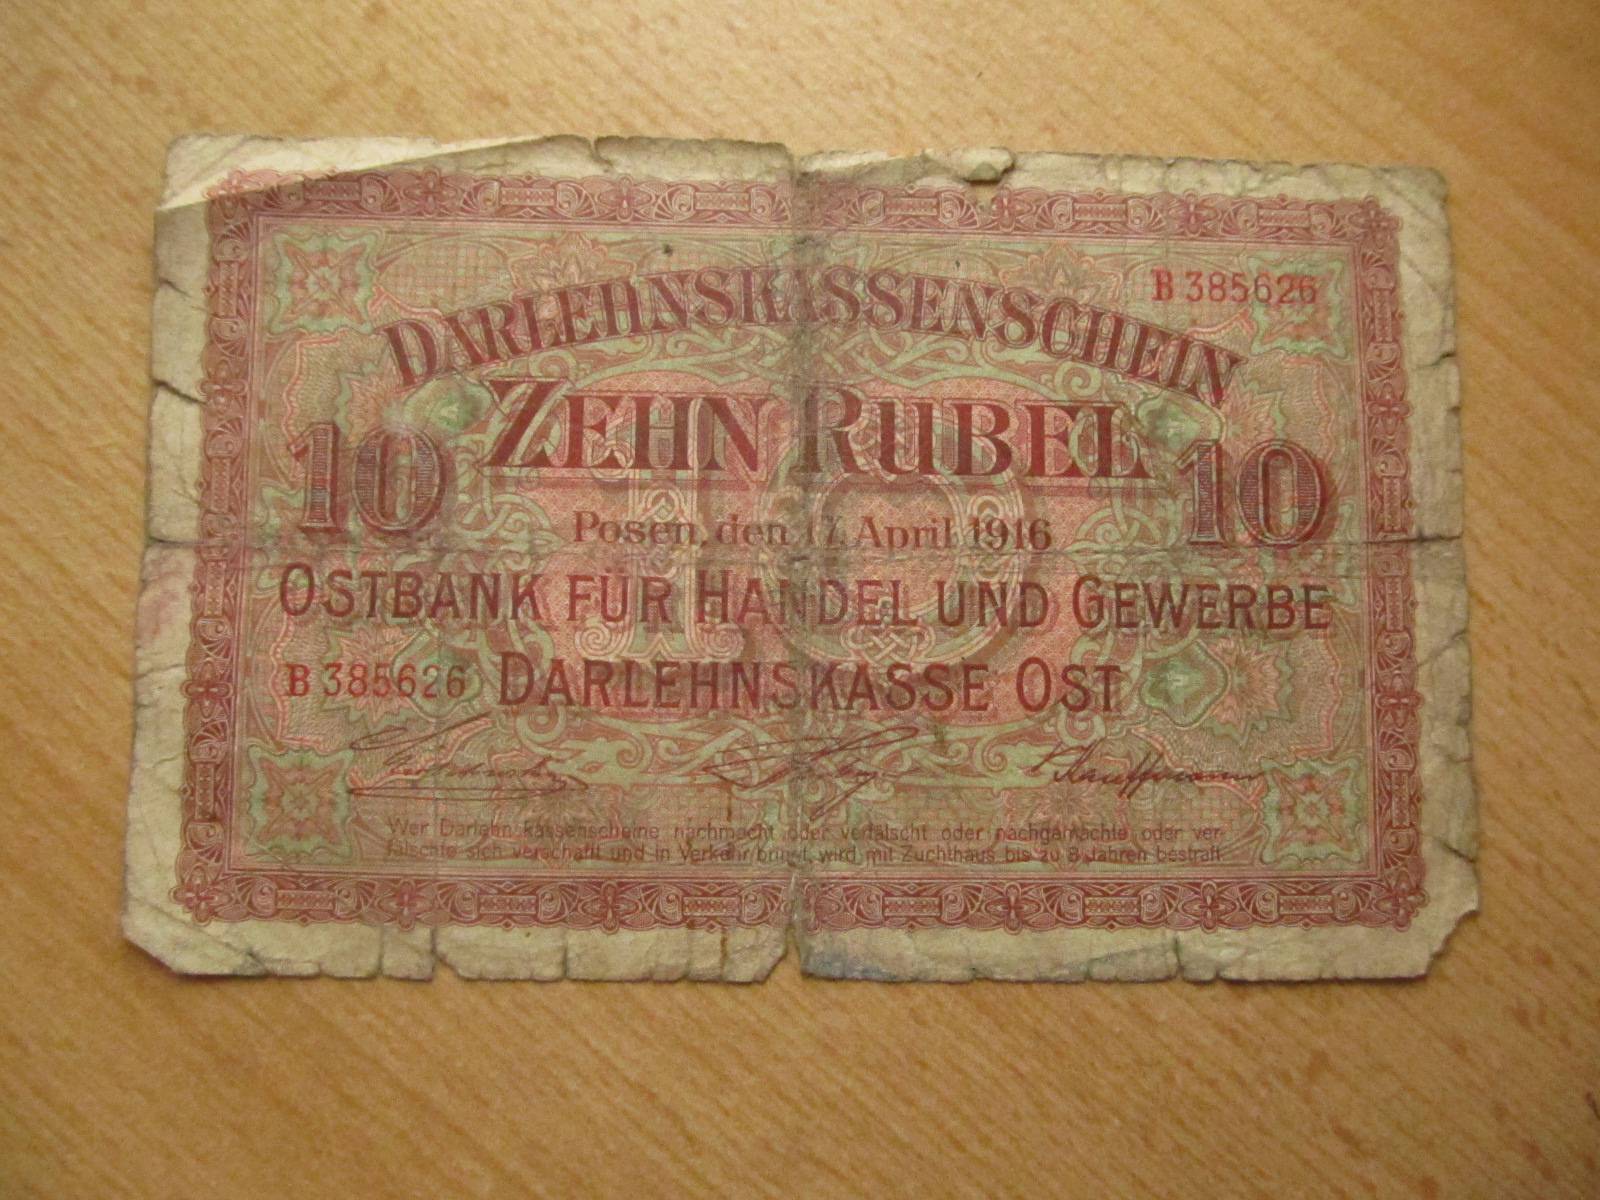 B 385626
DARLEHNSKASSENSCHEIN
ZEHN RUBEL
10 10
Posen, den 17. April 1916
OSTBANK FÜR HANDEL UND GEWERBE
B 385626 DARLEHNSKASSE OST
Kauffmann
Wer Darlehnskassenscheine nachmacht oder verfälscht oder nachgemachte oder ver-
fälschte sich verschafft und in Verkehr bringt, wird mit Zuchthaus bis zu 8 Jahren bestraft